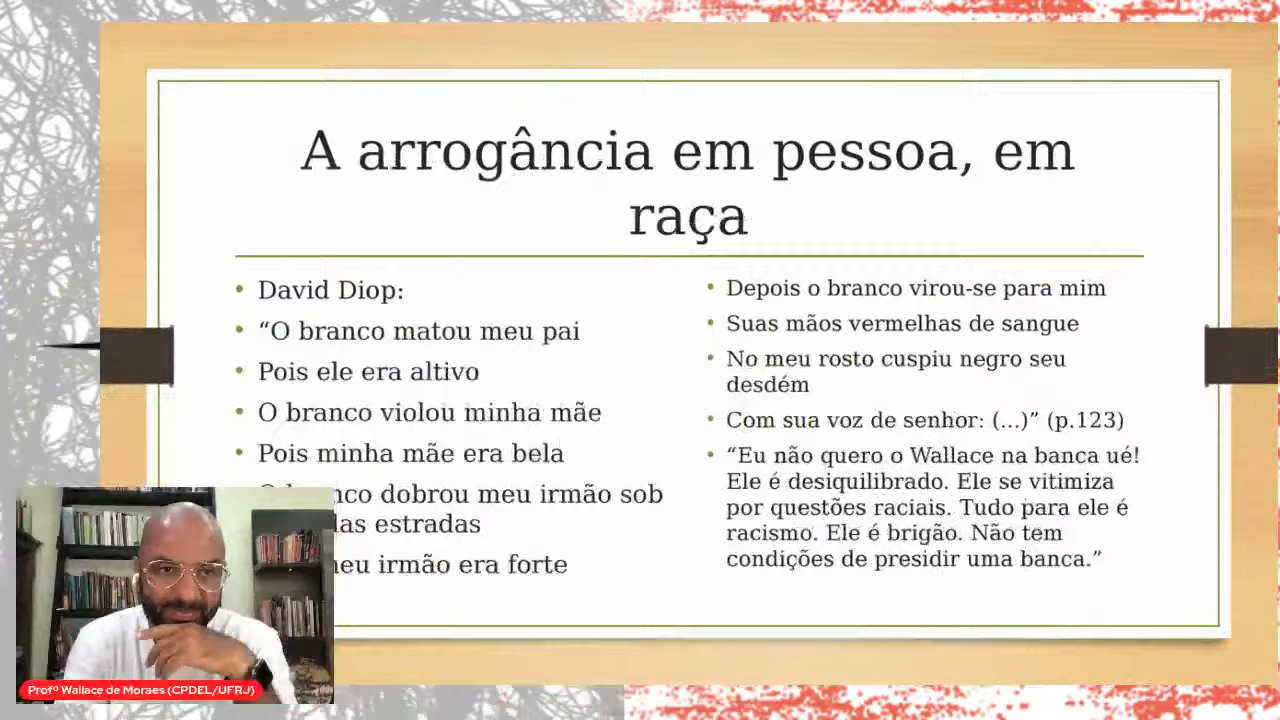 A arrogância em pessoa, em
raça
David Diop:
“O branco matou meu pai
Pois ele era altivo
O branco violou minha mãe
Pois minha mãe era bela
dobrou meu irmão sob
estradas
irmão era forte
Depois o branco virou-se para mim
Suas mãos vermelhas de sangue
No meu rosto cuspiu negro seu
desdém
Com sua voz de senhor: (...)” (p.123)
“Eu não quero o Wallace na banca ué!
Ele é desiquilibrado. Ele se vitimiza
por questões raciais. Tudo para ele é
racismo. Ele é brigão. Não tem
condições de presidir uma banca.”
Profº Wallace de Moraes (CPDEL/UFRJ)